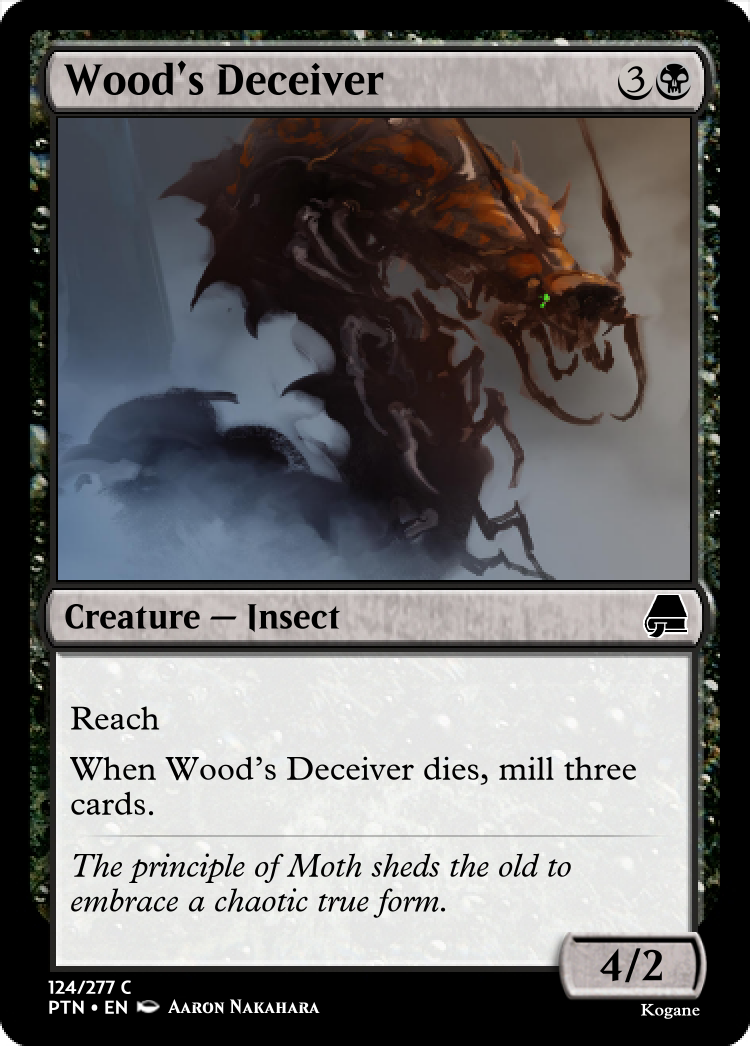 Wood's Deceiver 3
Creature — Insect
Reach
When Wood's Deceiver dies, mill three
cards.
The principle of Moth sheds the old to
embrace a chaotic true form.
4/2
124/277 C
PTN • EN Aaron Nakahara
Kogane